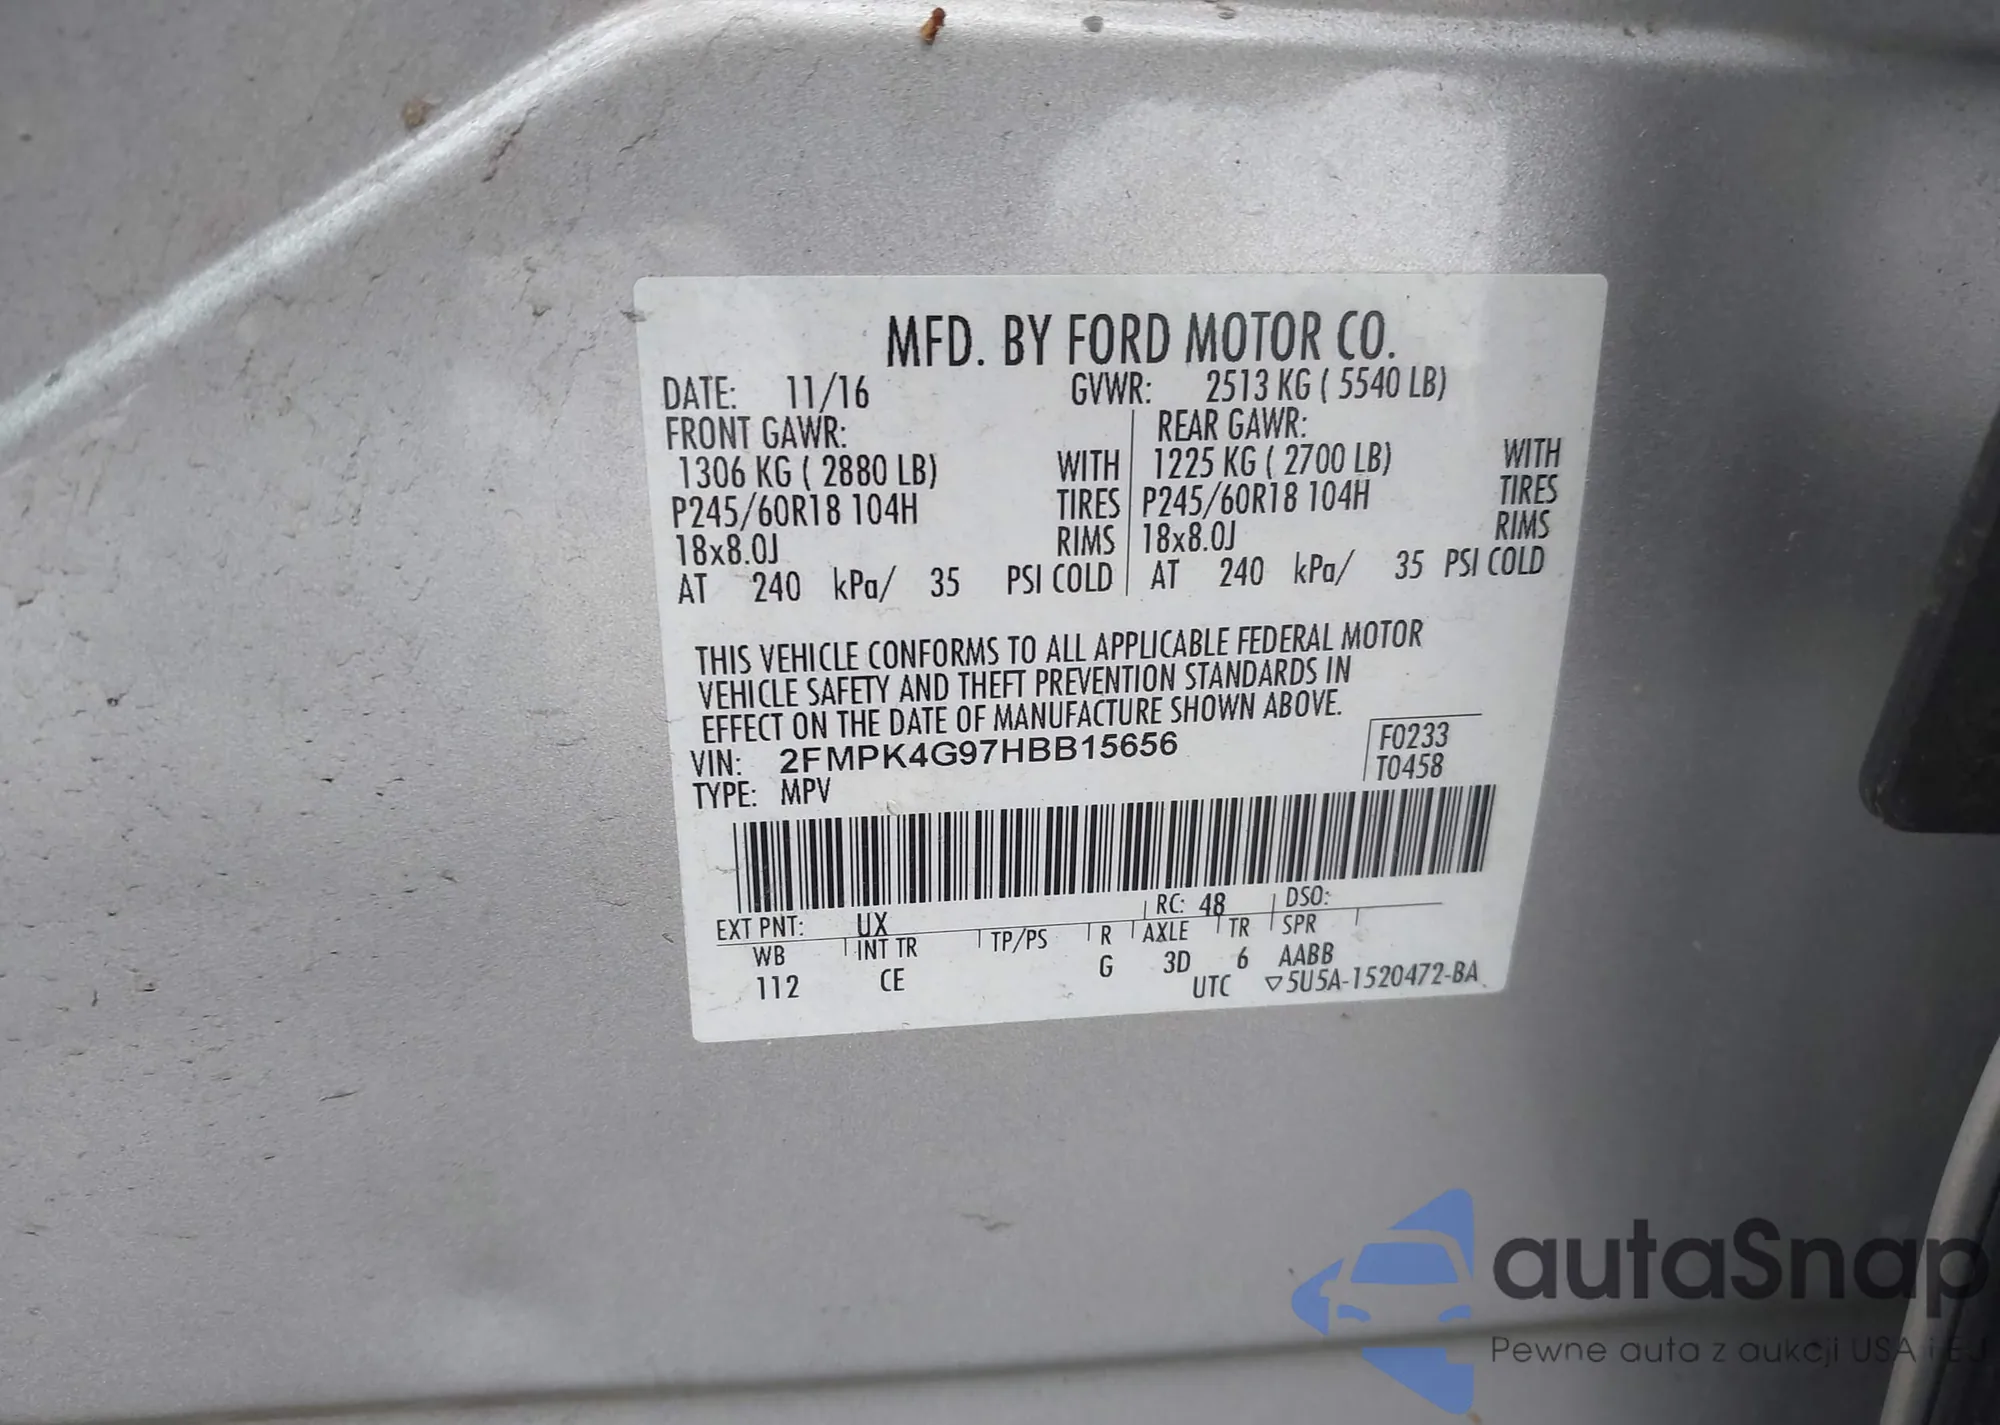 MFD. BY FORD MOTOR CO.
DATE: 11/16 GVWR: 2513 KG ( 5540 LB)
FRONT GAWR: REAR GAWR:
1306 KG ( 2880 LB) WITH 1225 KG ( 2700 LB) WITH
P245/60R18 104H TIRES P245/60R18 104H TIRES
18x8.0J RIMS 18x8.0J RIMS
AT 240 kPa/ 35 PSI COLD AT 240 kPa/ 35 PSI COLD
THIS VEHICLE CONFORMS TO ALL APPLICABLE FEDERAL MOTOR
VEHICLE SAFETY AND THEFT PREVENTION STANDARDS IN
EFFECT ON THE DATE OF MANUFACTURE SHOWN ABOVE.
VIN: 2FMPK4G97HBB15656 F0233
TYPE: MPV T0458
EXT PNT: UX RC: 48 DSO:
WB INT TR TP/PS R AXLE TR SPR
112 CE G 3D 6 AABB
UTC ▽5U5A-1520472-BA
autaSnap
Pewne auta z aukcji USA i EU